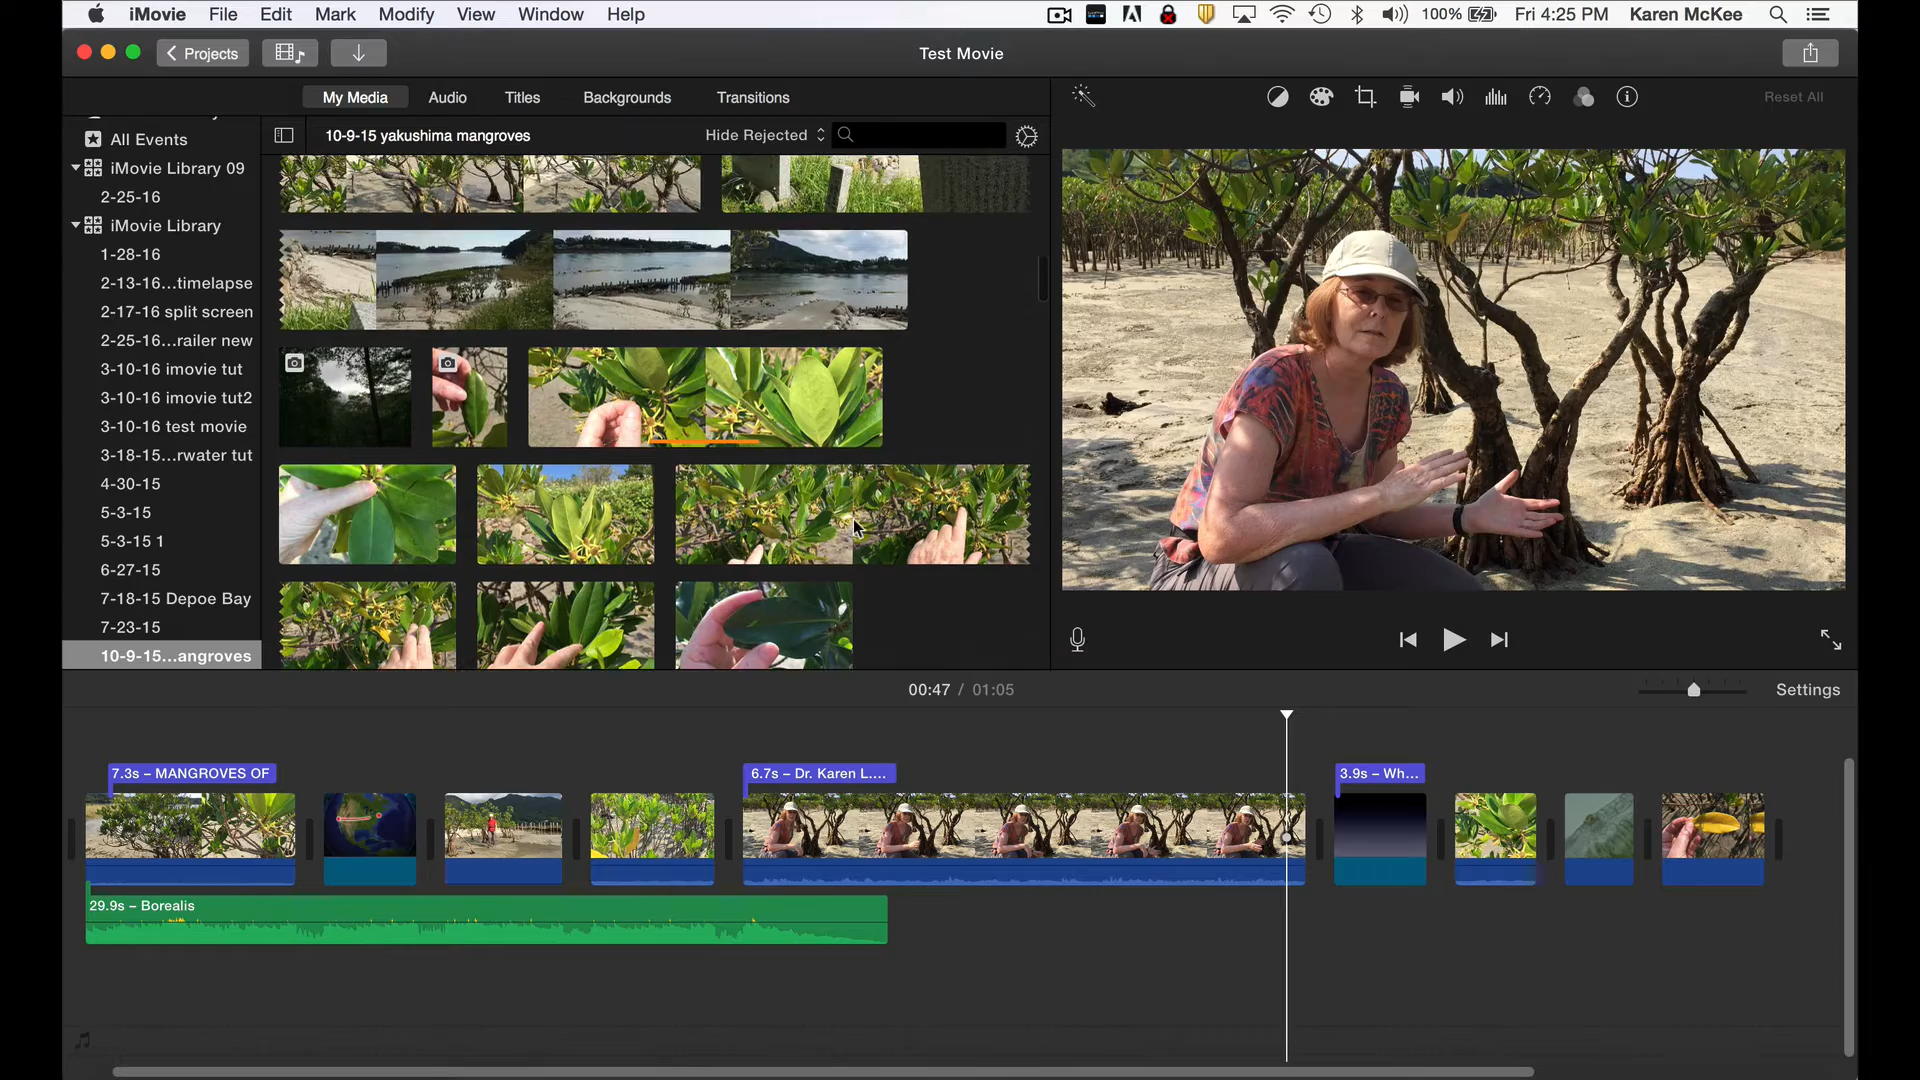 iMovie File Edit Mark Modify View Window Help 100% Fri 4:25 PM Karen McKee
Projects Test Movie
My Media Audio Titles Backgrounds Transitions Reset All
All Events
10-9-15 yakushima mangroves Hide Rejected
iMovie Library 09
2-25-16
iMovie Library
1-28-16
2-13-16...timelapse
2-17-16 split screen
2-25-16...railer new
3-10-16 imovie tut
3-10-16 imovie tut2
3-10-16 test movie
3-18-15...rwater tut
4-30-15
5-3-15
5-3-15 1
6-27-15
7-18-15 Depoe Bay
7-23-15
10-9-15...angroves
00:47 / 01:05 Settings
7.3s – MANGROVES OF 6.7s – Dr. Karen L.... 3.9s – Wh...
29.9s – Borealis